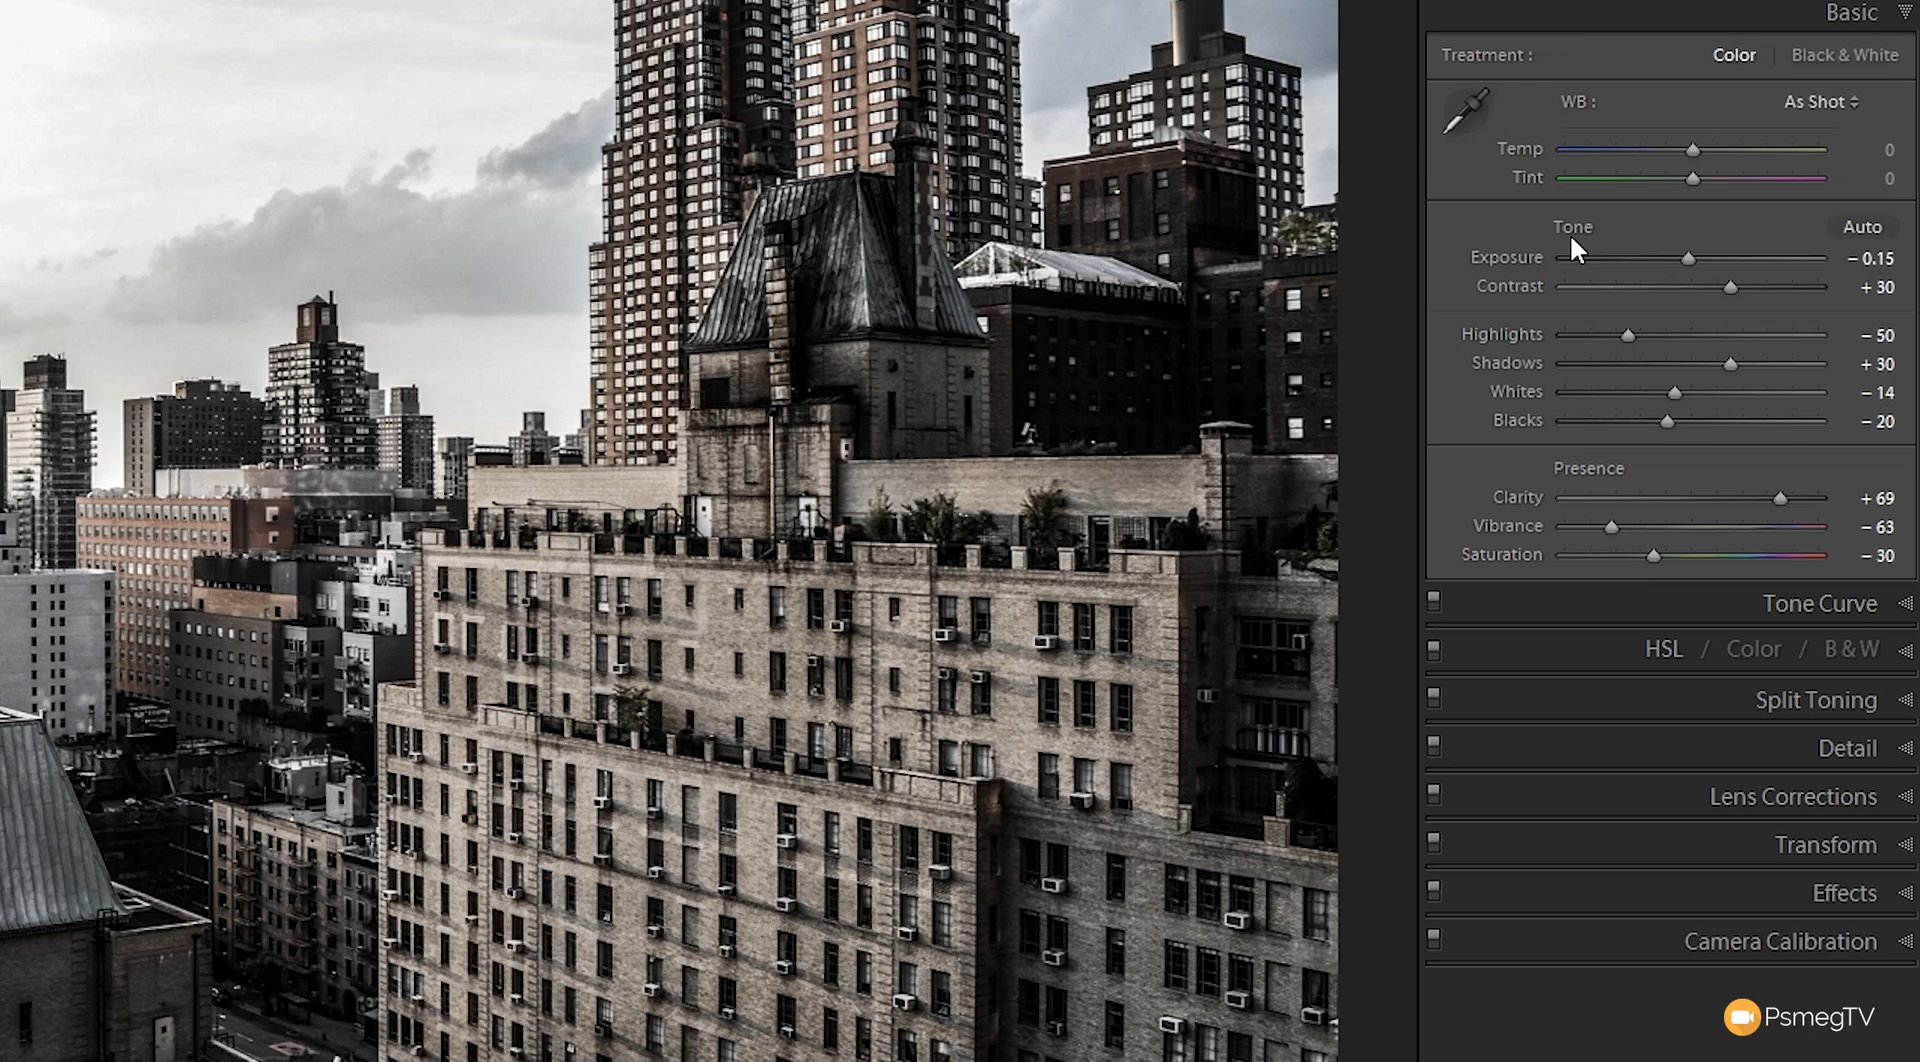 Basic
Treatment : Color | Black & White
WB : As Shot
Temp 0
Tint 0
Tone Auto
Exposure – 0.15
Contrast + 30
Highlights – 50
Shadows + 30
Whites – 14
Blacks – 20
Presence
Clarity + 69
Vibrance – 63
Saturation – 30
Tone Curve
HSL / Color / B & W
Split Toning
Detail
Lens Corrections
Transform
Effects
Camera Calibration
PsmegTV